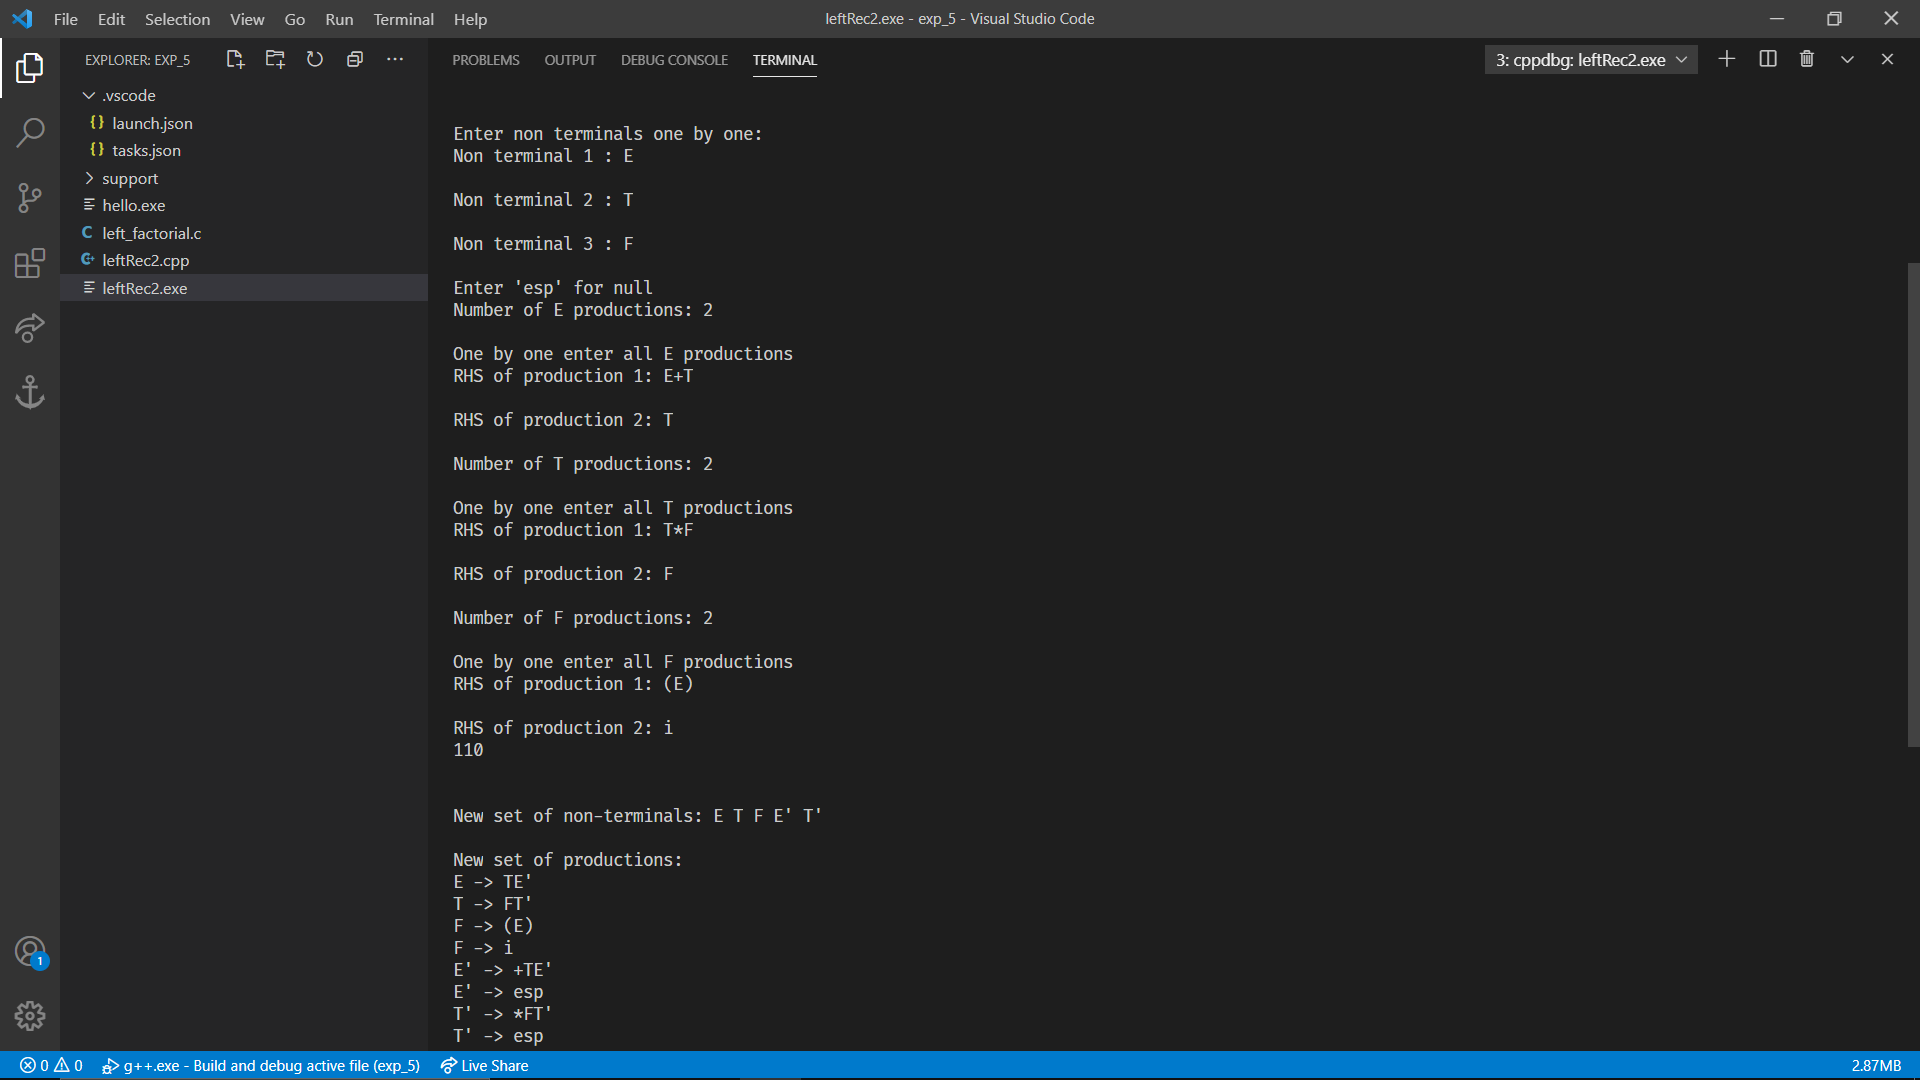 File Edit Selection View Go Run Terminal Help
leftRec2.exe - exp_5 - Visual Studio Code
EXPLORER: EXP_5
.vscode
{} launch.json
{} tasks.json
support
hello.exe
C left_factorial.c
C++ leftRec2.cpp
leftRec2.exe
PROBLEMS OUTPUT DEBUG CONSOLE TERMINAL
3: cppdbg: leftRec2.exe
Enter non terminals one by one:
Non terminal 1 : E
Non terminal 2 : T
Non terminal 3 : F
Enter 'esp' for null
Number of E productions: 2
One by one enter all E productions
RHS of production 1: E+T
RHS of production 2: T
Number of T productions: 2
One by one enter all T productions
RHS of production 1: T*F
RHS of production 2: F
Number of F productions: 2
One by one enter all F productions
RHS of production 1: (E)
RHS of production 2: i
110
New set of non-terminals: E T F E' T'
New set of productions:
E -> TE'
T -> FT'
F -> (E)
F -> i
E' -> +TE'
E' -> esp
T' -> *FT'
T' -> esp
1
0 0 g++.exe - Build and debug active file (exp_5) Live Share
2.87MB